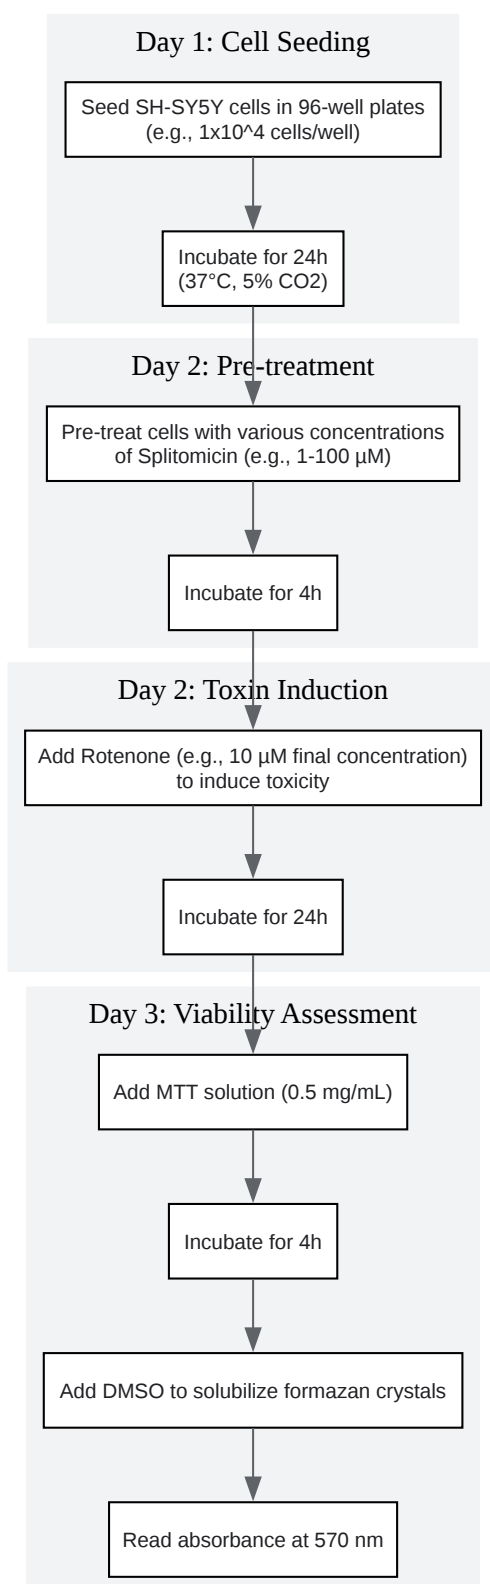 Day 1: Cell Seeding
Seed SH-SY5Y cells in 96-well plates
(e.g., 1x10^4 cells/well)
Incubate for 24h
(37°C, 5% CO2)
Day 2: Pre-treatment
Pre-treat cells with various concentrations
of Splitomicin (e.g., 1-100 µM)
Incubate for 4h
Day 2: Toxin Induction
Add Rotenone (e.g., 10 µM final concentration)
to induce toxicity
Incubate for 24h
Day 3: Viability Assessment
Add MTT solution (0.5 mg/mL)
Incubate for 4h
Add DMSO to solubilize formazan crystals
Read absorbance at 570 nm